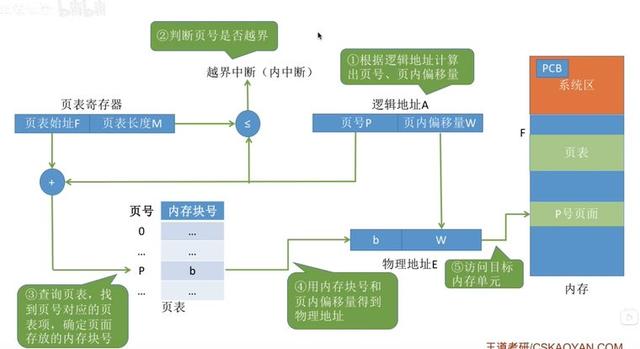 ②判断页号是否越界
越界中断（内中断）
①根据逻辑地址计算
出页号、页内偏移量
PCB
系统区
页表寄存器
页表始址F 页表长度M
≤
逻辑地址A
页号P 页内偏移量W
F
页表
+
页号 内存块号
0 …
… …
P b
… …
页表
b W
物理地址E
P号页面
内存
③查询页表，找
到页号对应的页
表项，确定页面
存放的内存块号
④用内存块号和
页内偏移量得到
物理地址
⑤访问目标
内存单元
王道考研/CSKAOYAN.COM